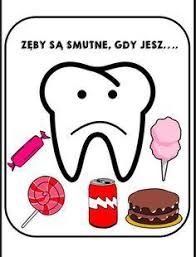 ZĘBY SĄ SMUTNE, GDY JESZ....